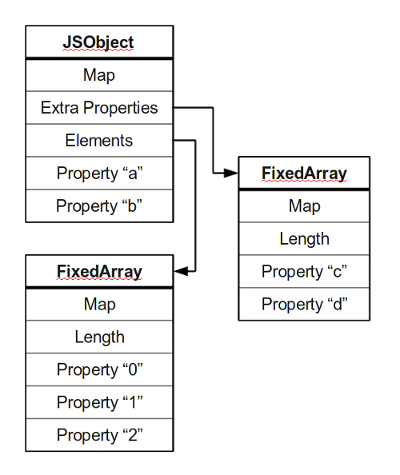 JSObject
Map
Extra Properties
Elements
Property “a”
Property “b”
FixedArray
Map
Length
Property “c”
Property “d”
FixedArray
Map
Length
Property “0”
Property “1”
Property “2”